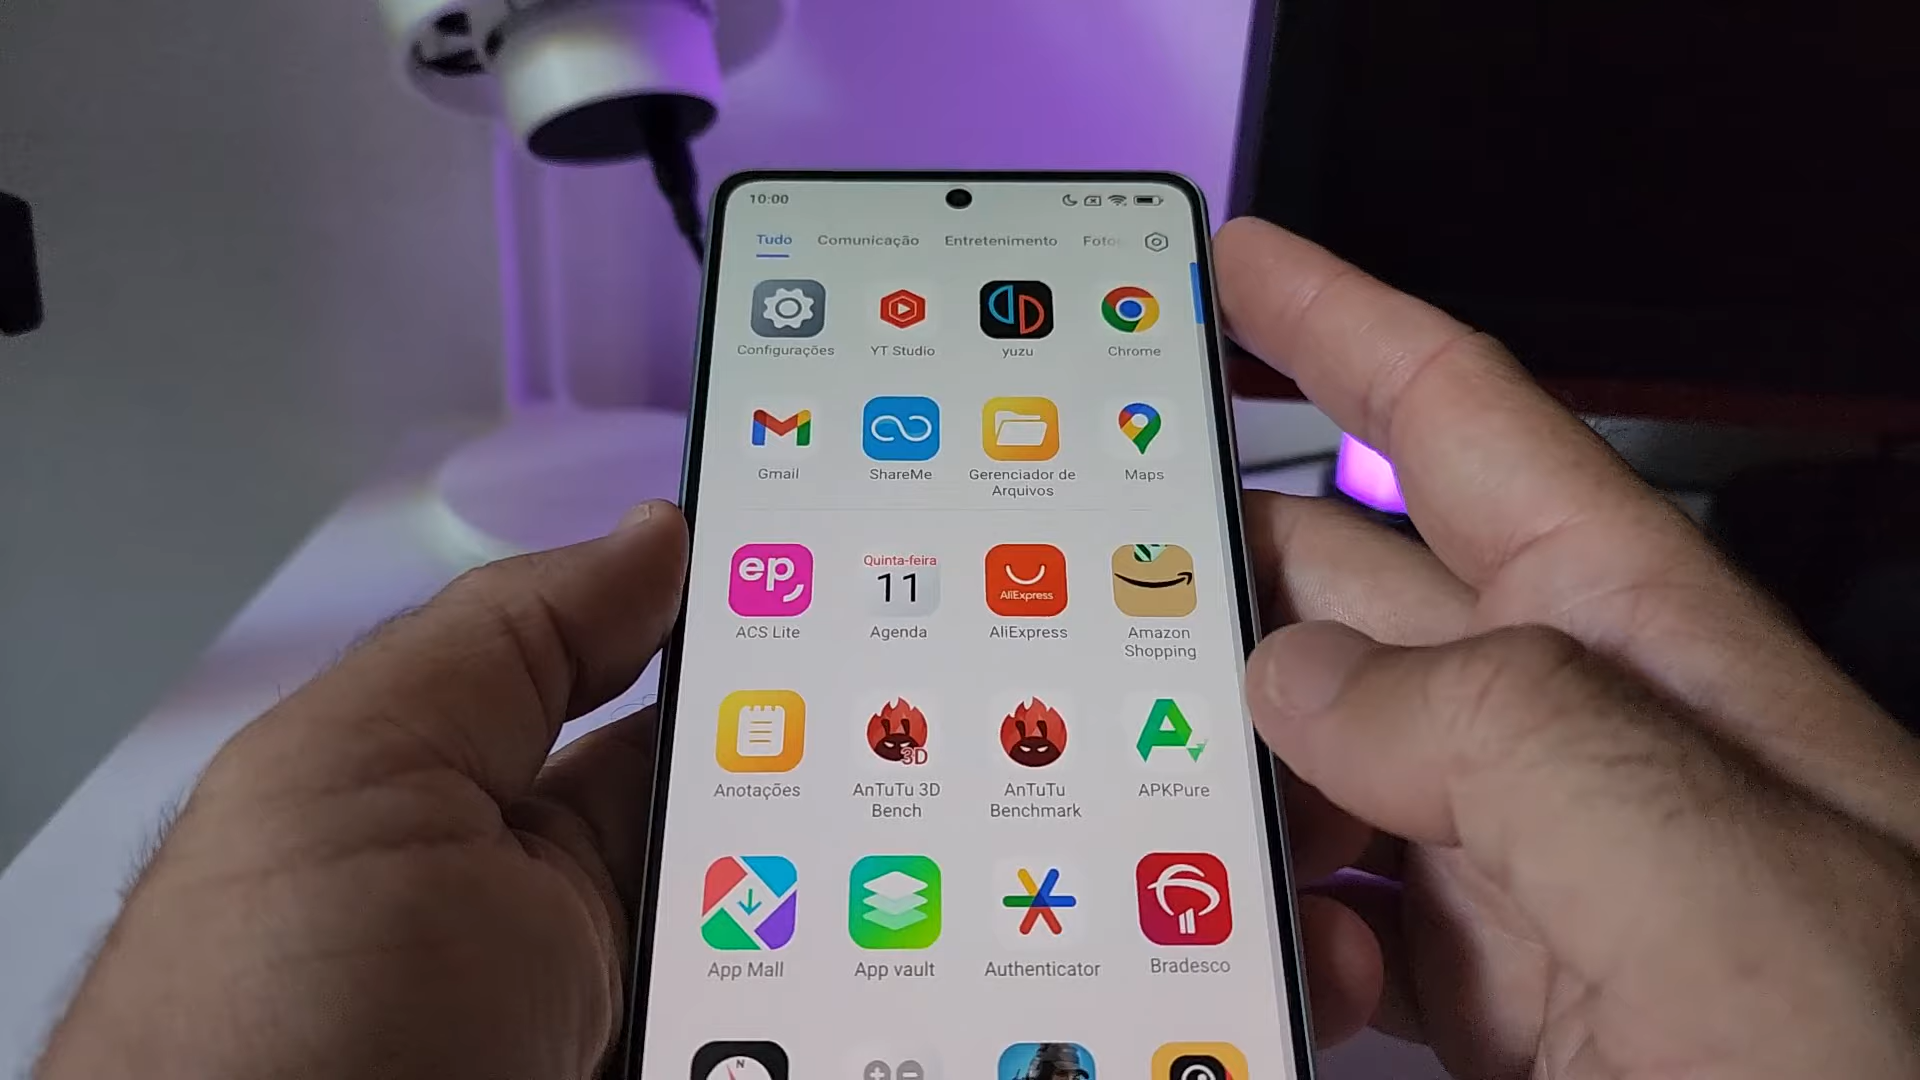 10:00
Tudo Comunicação Entretenimento Foto
Configurações YT Studio yuzu Chrome
Gmail ShareMe Gerenciador de Arquivos Maps
ep,
Quinta-feira
11
AliExpress
ACS Lite Agenda AliExpress Amazon Shopping
3D
Anotações AnTuTu 3D Bench AnTuTu Benchmark APKPure
App Mall App vault Authenticator Bradesco
N